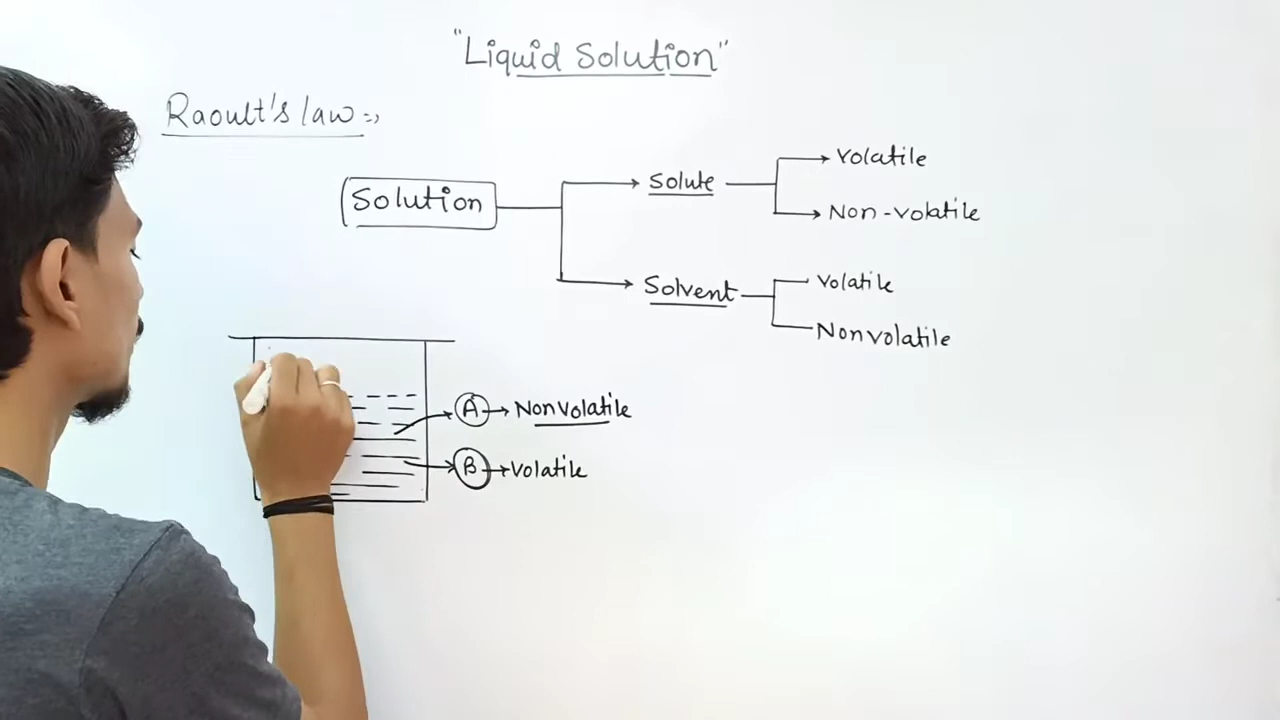 "Liquid Solution"
Raoult's law :-,
Solution
Solute
Volatile
Non-volatile
Solvent
Volatile
Nonvolatile
A → NonVolatile
B → Volatile